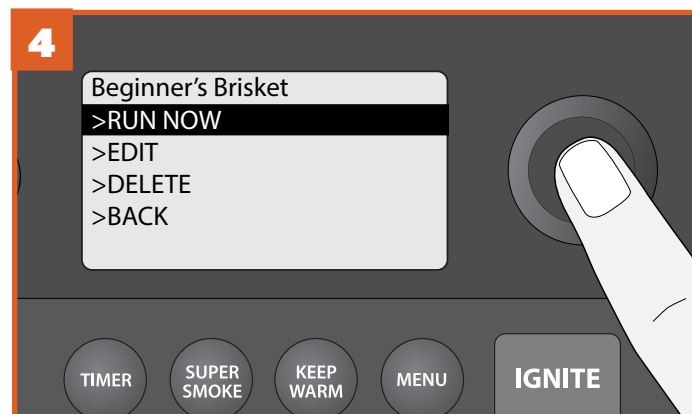 4
Beginner’s Brisket
>RUN NOW
>EDIT
>DELETE
>BACK
TIMER
SUPER
SMOKE
KEEP
WARM
MENU
IGNITE